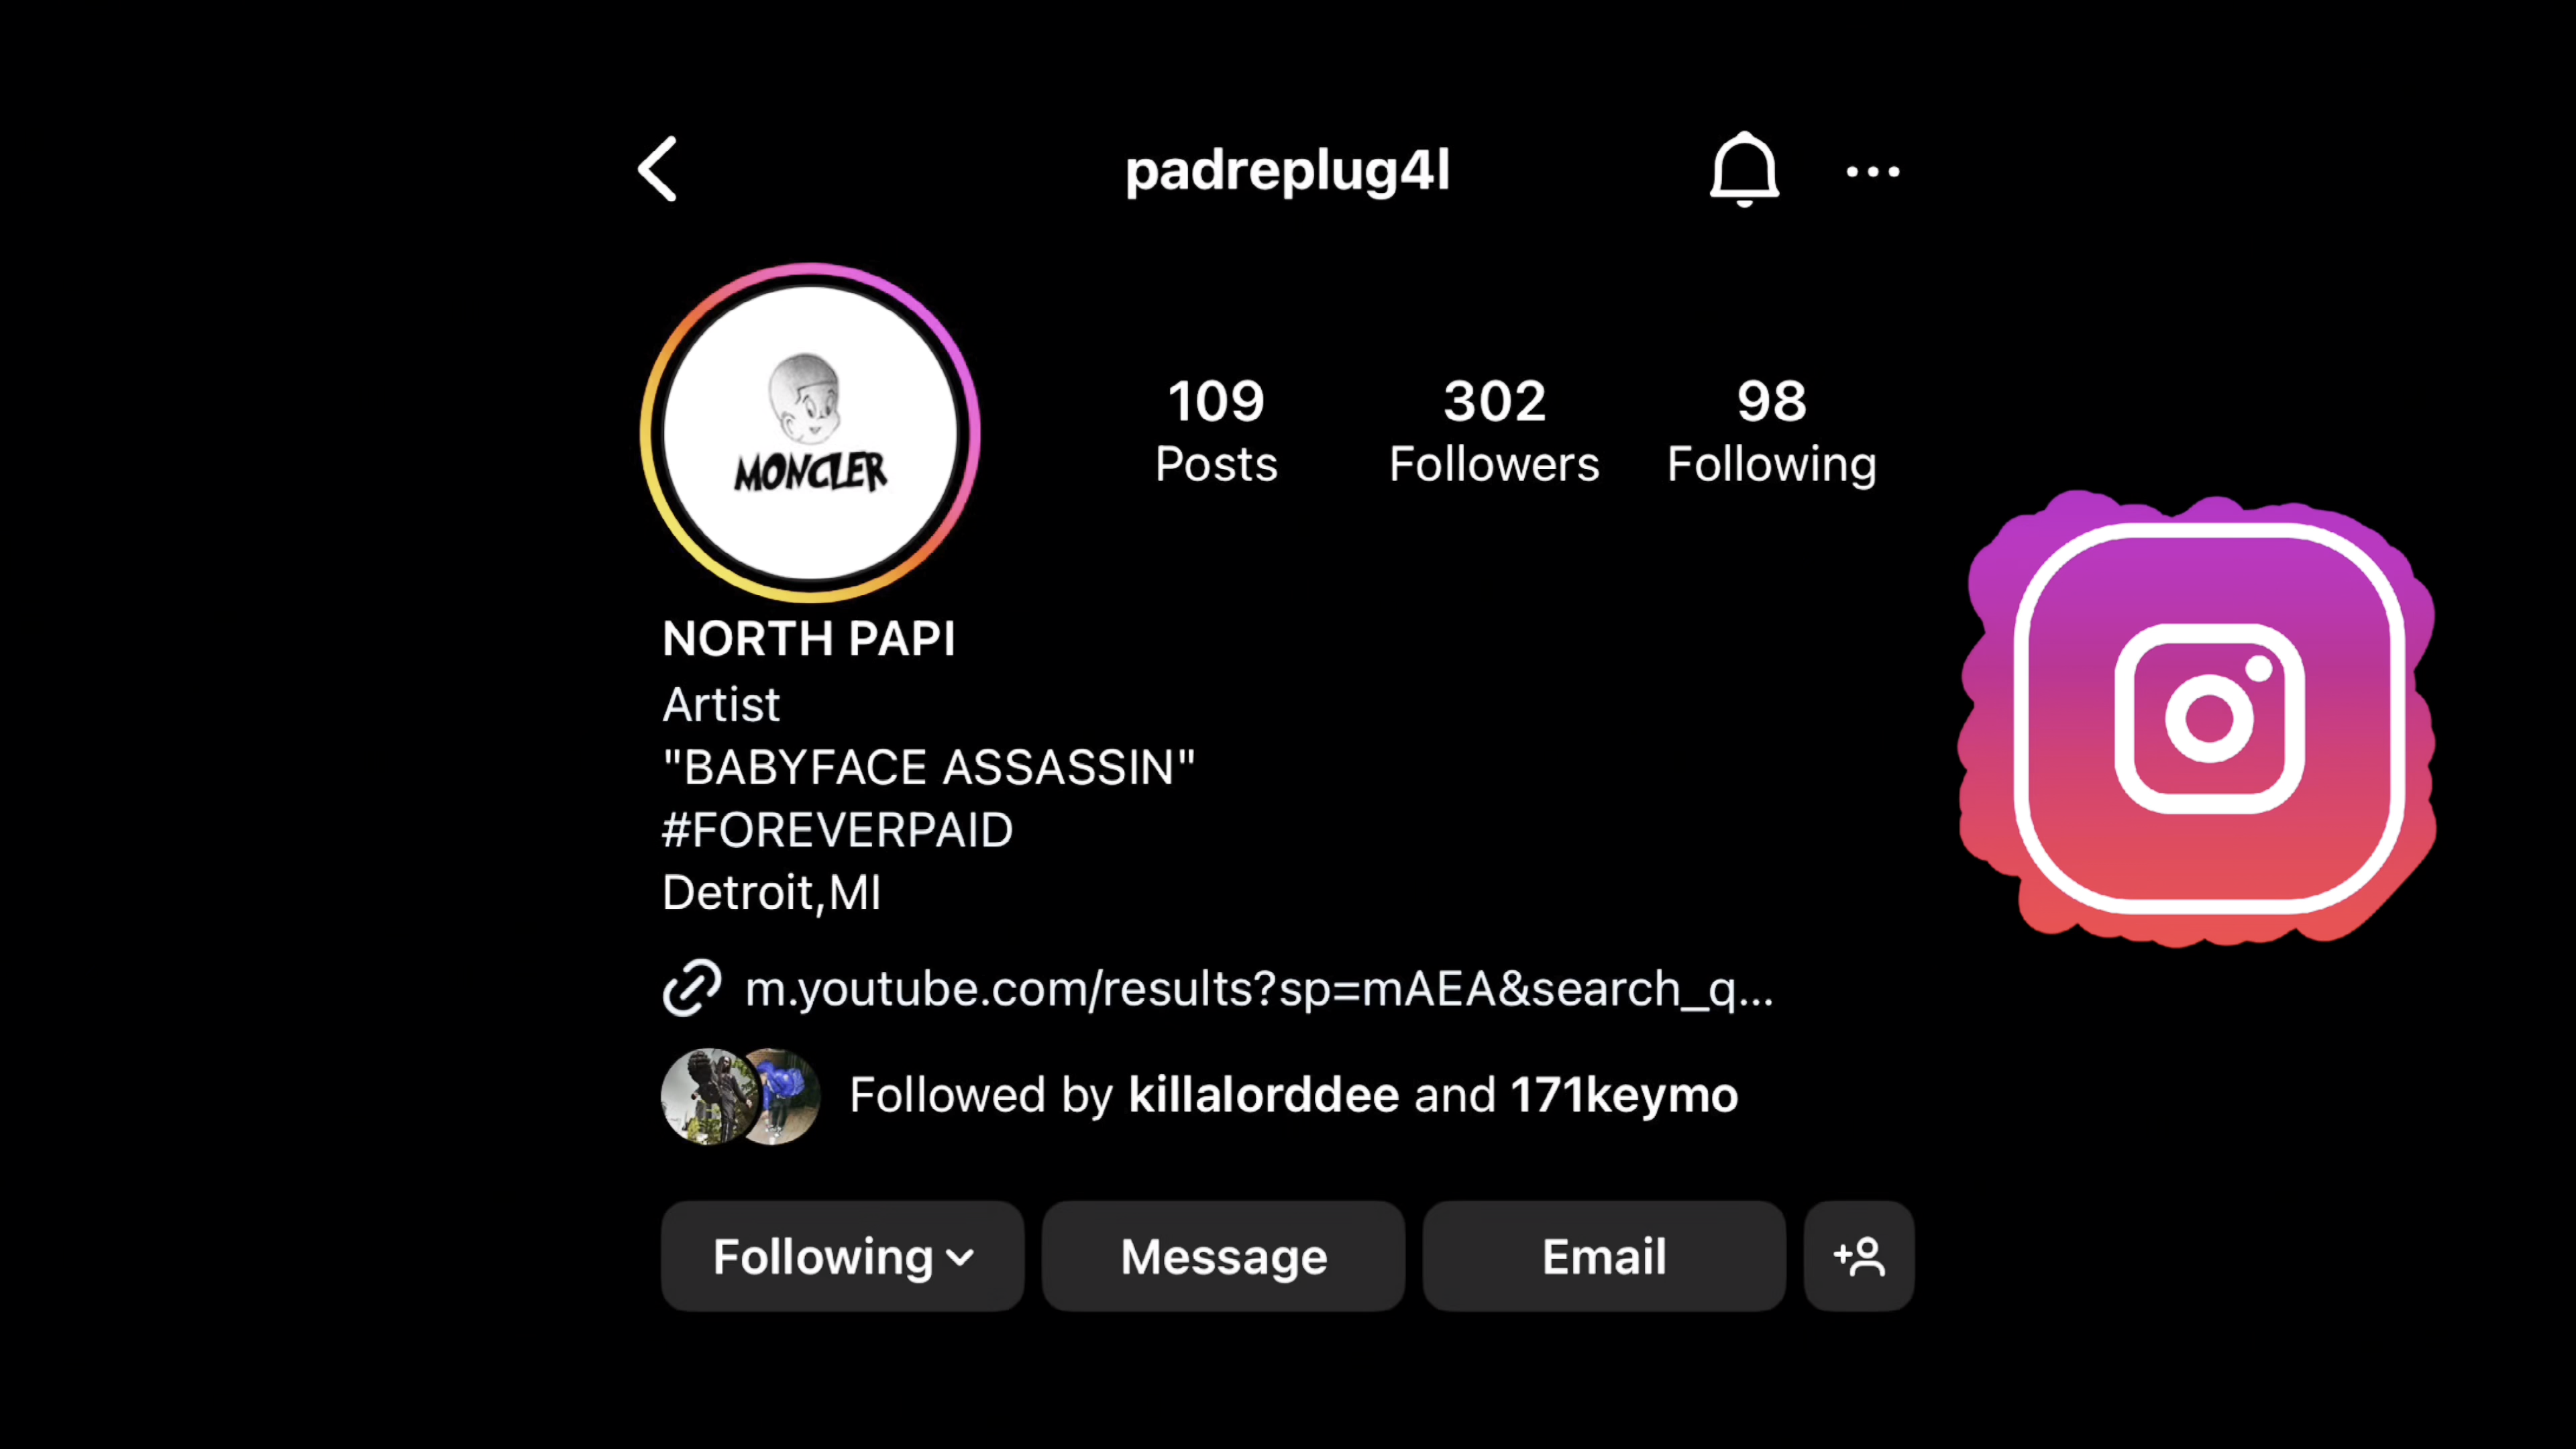 padreplug4l
MONCLER
109
Posts
302
Followers
98
Following
NORTH PAPI
Artist
"BABYFACE ASSASSIN"
#FOREVERPAID
Detroit,MI
m.youtube.com/results?sp=mAEA&search_q...
Followed by killalorddee and 171keymo
Following
Message
Email